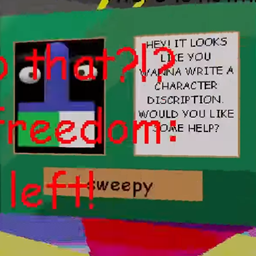 o that?!?
freedom:
left!
HEY! IT LOOKS
LIKE YOU
WANNA WRITE A
CHARACTER
DISCRIPTION.
WOULD YOU LIKE
SOME HELP?
sweepy